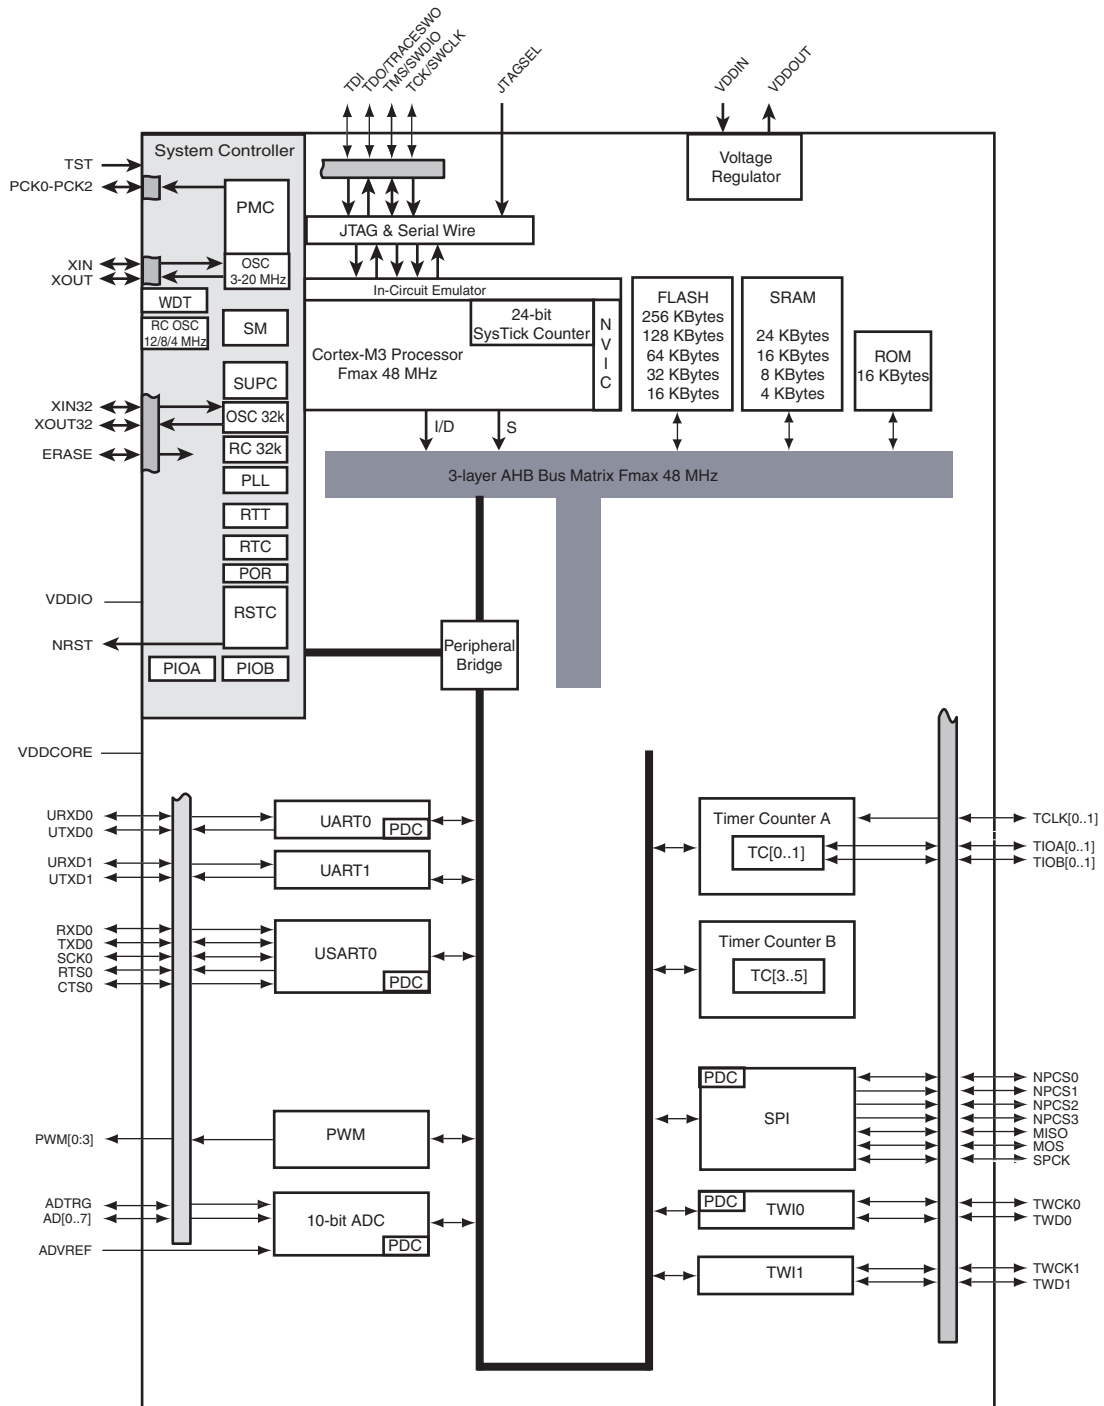 TDI
TDO/TRACESWO
TMS/SWDIO
TCK/SWCLK
JTAGSEL
VDDIN
VDDOUT
System Controller
TST
PCK0-PCK2
PMC
Voltage
Regulator
JTAG & Serial Wire
XIN
XOUT
OSC
3-20 MHz
In-Circuit Emulator
WDT
RC OSC
12/8/4 MHz
SM
24-bit
SysTick Counter
N
V
I
C
Cortex-M3 Processor
Fmax 48 MHz
FLASH
256 KBytes
128 KBytes
64 KBytes
32 KBytes
16 KBytes
SRAM
24 KBytes
16 KBytes
8 KBytes
4 KBytes
ROM
16 KBytes
SUPC
XIN32
XOUT32
OSC 32k
I/D
S
ERASE
RC 32k
PLL
3-layer AHB Bus Matrix Fmax 48 MHz
RTT
RTC
POR
VDDIO
RSTC
NRST
PIOA
PIOB
Peripheral
Bridge
VDDCORE
URXD0
UTXD0
UART0
PDC
URXD1
UTXD1
UART1
RXD0
TXD0
SCK0
RTS0
CTS0
USART0
PDC
PWM[0:3]
PWM
ADTRG
AD[0..7]
ADVREF
10-bit ADC
PDC
Timer Counter A
TC[0..1]
TCLK[0..1]
TIOA[0..1]
TIOB[0..1]
Timer Counter B
TC[3..5]
PDC
SPI
NPCS0
NPCS1
NPCS2
NPCS3
MISO
MOS
SPCK
PDC
TWI0
TWCK0
TWD0
TWI1
TWCK1
TWD1